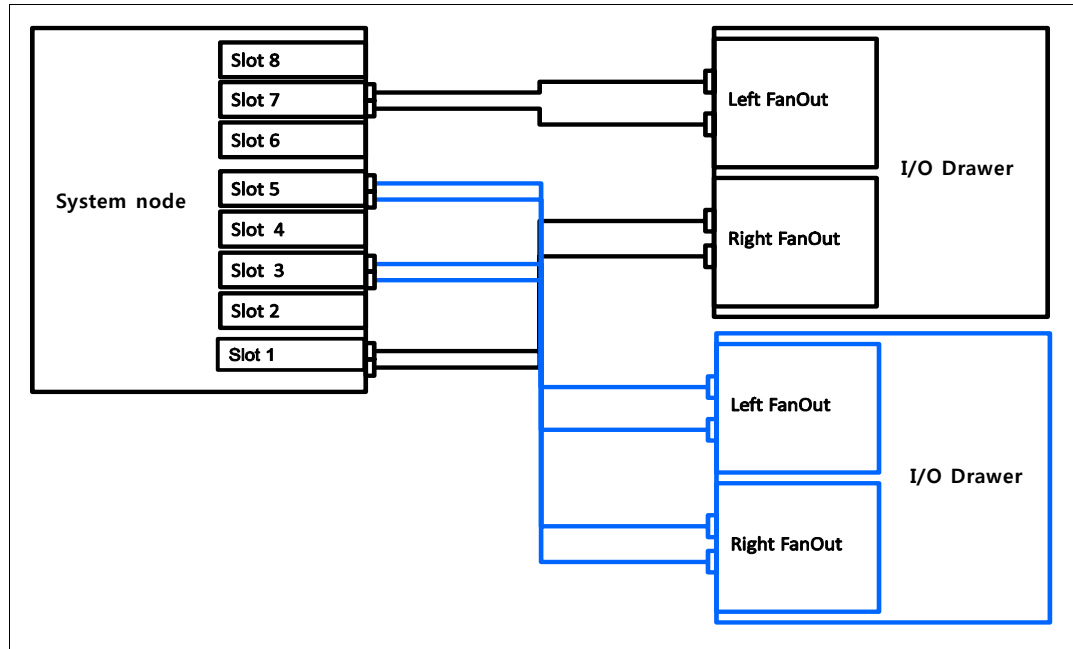 System node
Slot 8
Slot 7
Slot 6
Slot 5
Slot 4
Slot 3
Slot 2
Slot 1
Left FanOut
Right FanOut
I/O Drawer
Left FanOut
Right FanOut
I/O Drawer